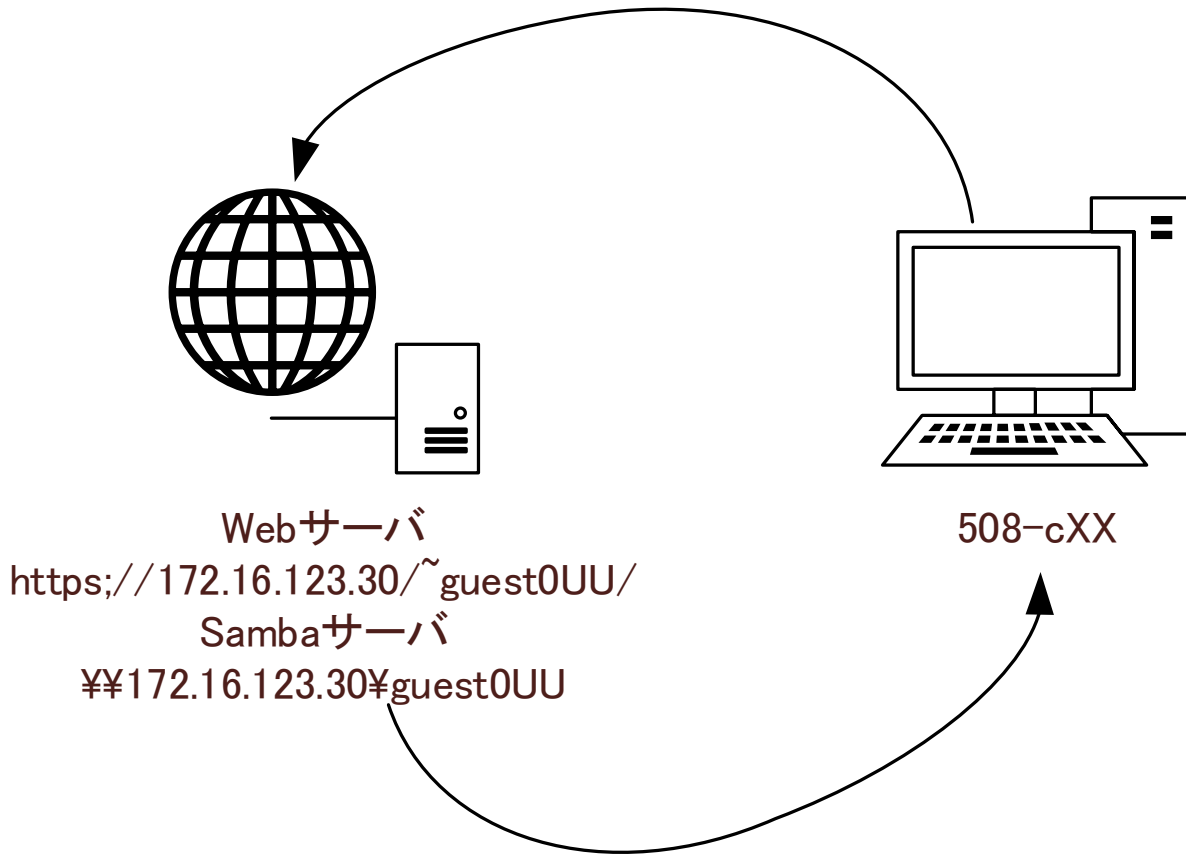 Webサーバ
https;//172.16.123.30/~guest0UU/
Sambaサーバ
¥¥172.16.123.30¥guest0UU
508-cXX